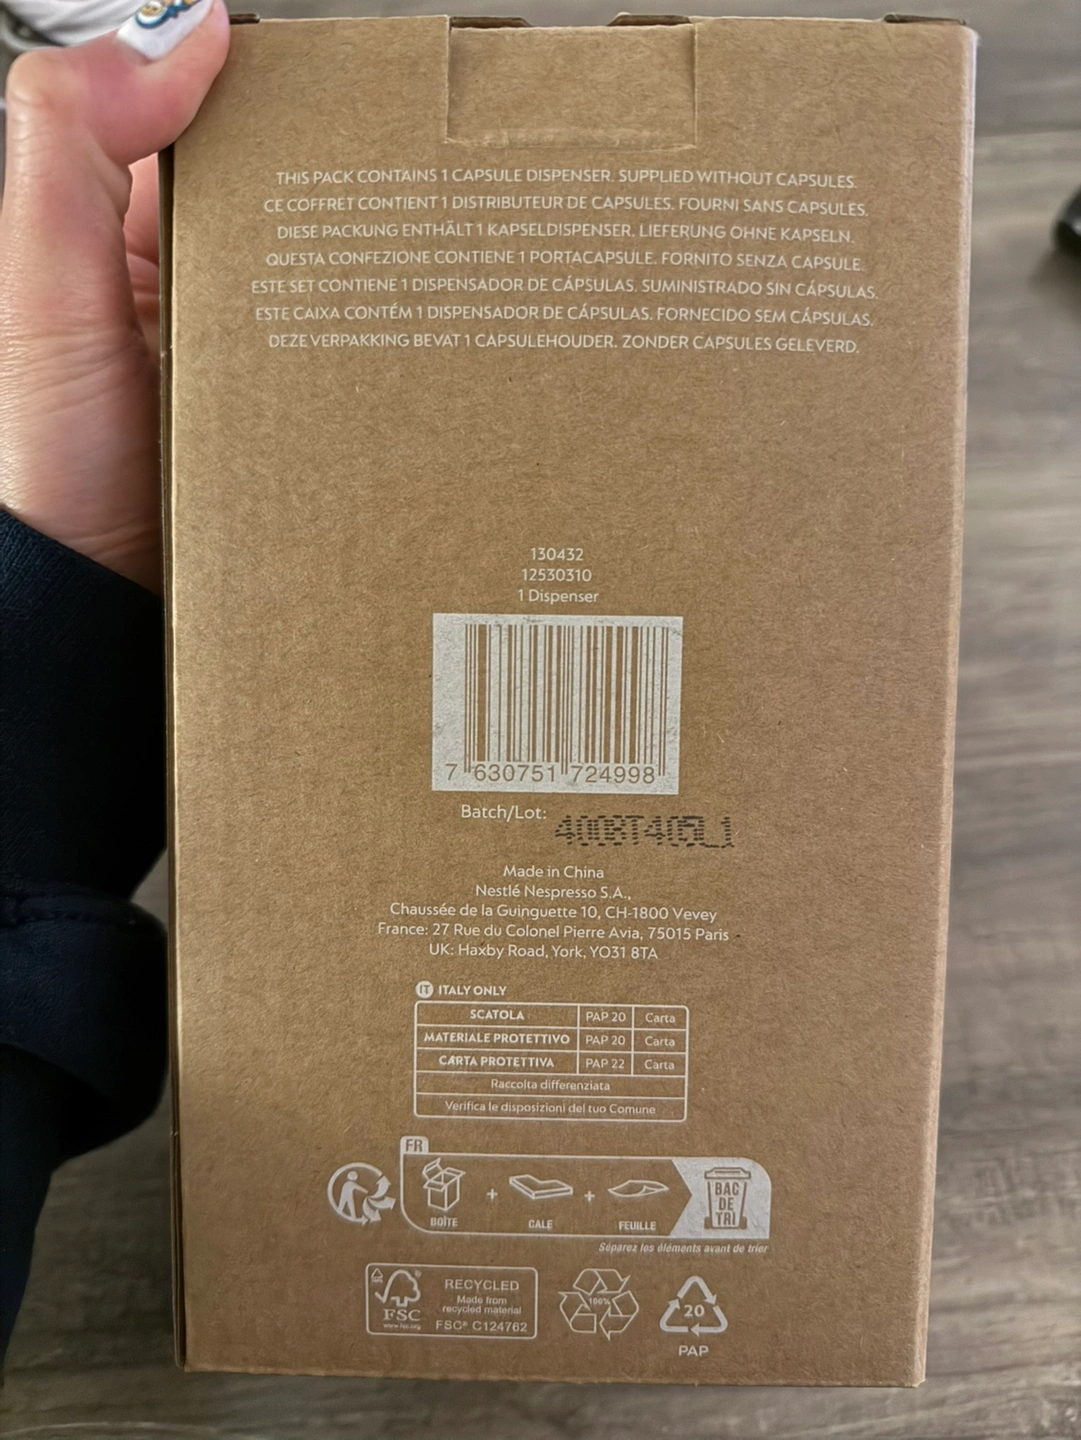 THIS PACK CONTAINS 1 CAPSULE DISPENSER. SUPPLIED WITHOUT CAPSULES.
CE COFFRET CONTIENT 1 DISTRIBUTEUR DE CAPSULES. FOURNI SANS CAPSULES.
DIESE PACKUNG ENTHÄLT 1 KAPSELDISPENSER. LIEFERUNG OHNE KAPSELN.
QUESTA CONFEZIONE CONTIENE 1 PORTACAPSULE. FORNITO SENZA CAPSULE.
ESTE SET CONTIENE 1 DISPENSADOR DE CÁPSULAS. SUMINISTRADO SIN CÁPSULAS.
ESTE CAIXA CONTÉM 1 DISPENSADOR DE CÁPSULAS. FORNECIDO SEM CÁPSULAS.
DEZE VERPAKKING BEVAT 1 CAPSULEHOUDER. ZONDER CAPSULES GELEVERD.
130432
12530310
1 Dispenser
7 630751 724998
Batch/Lot:
Made in China
Nestlé Nespresso S.A.,
Chaussée de la Guinguette 10, CH-1800 Vevey
France: 27 Rue du Colonel Pierre Avia, 75015 Paris
UK: Haxby Road, York, YO31 8TA
IT ITALY ONLY
SCATOLA PAP 20 Carta
MATERIALE PROTETTIVO PAP 20 Carta
CARTA PROTETTIVA PAP 22 Carta
Raccolta differenziata
Verifica le disposizioni del tuo Comune
FR
BOÎTE + CALE + FEUILLE
BAC
DE
TRI
Séparez les éléments avant de trier
FSC®
www.fsc.org
RECYCLED
Made from
recycled material
FSC® C124762
100%
20
PAP